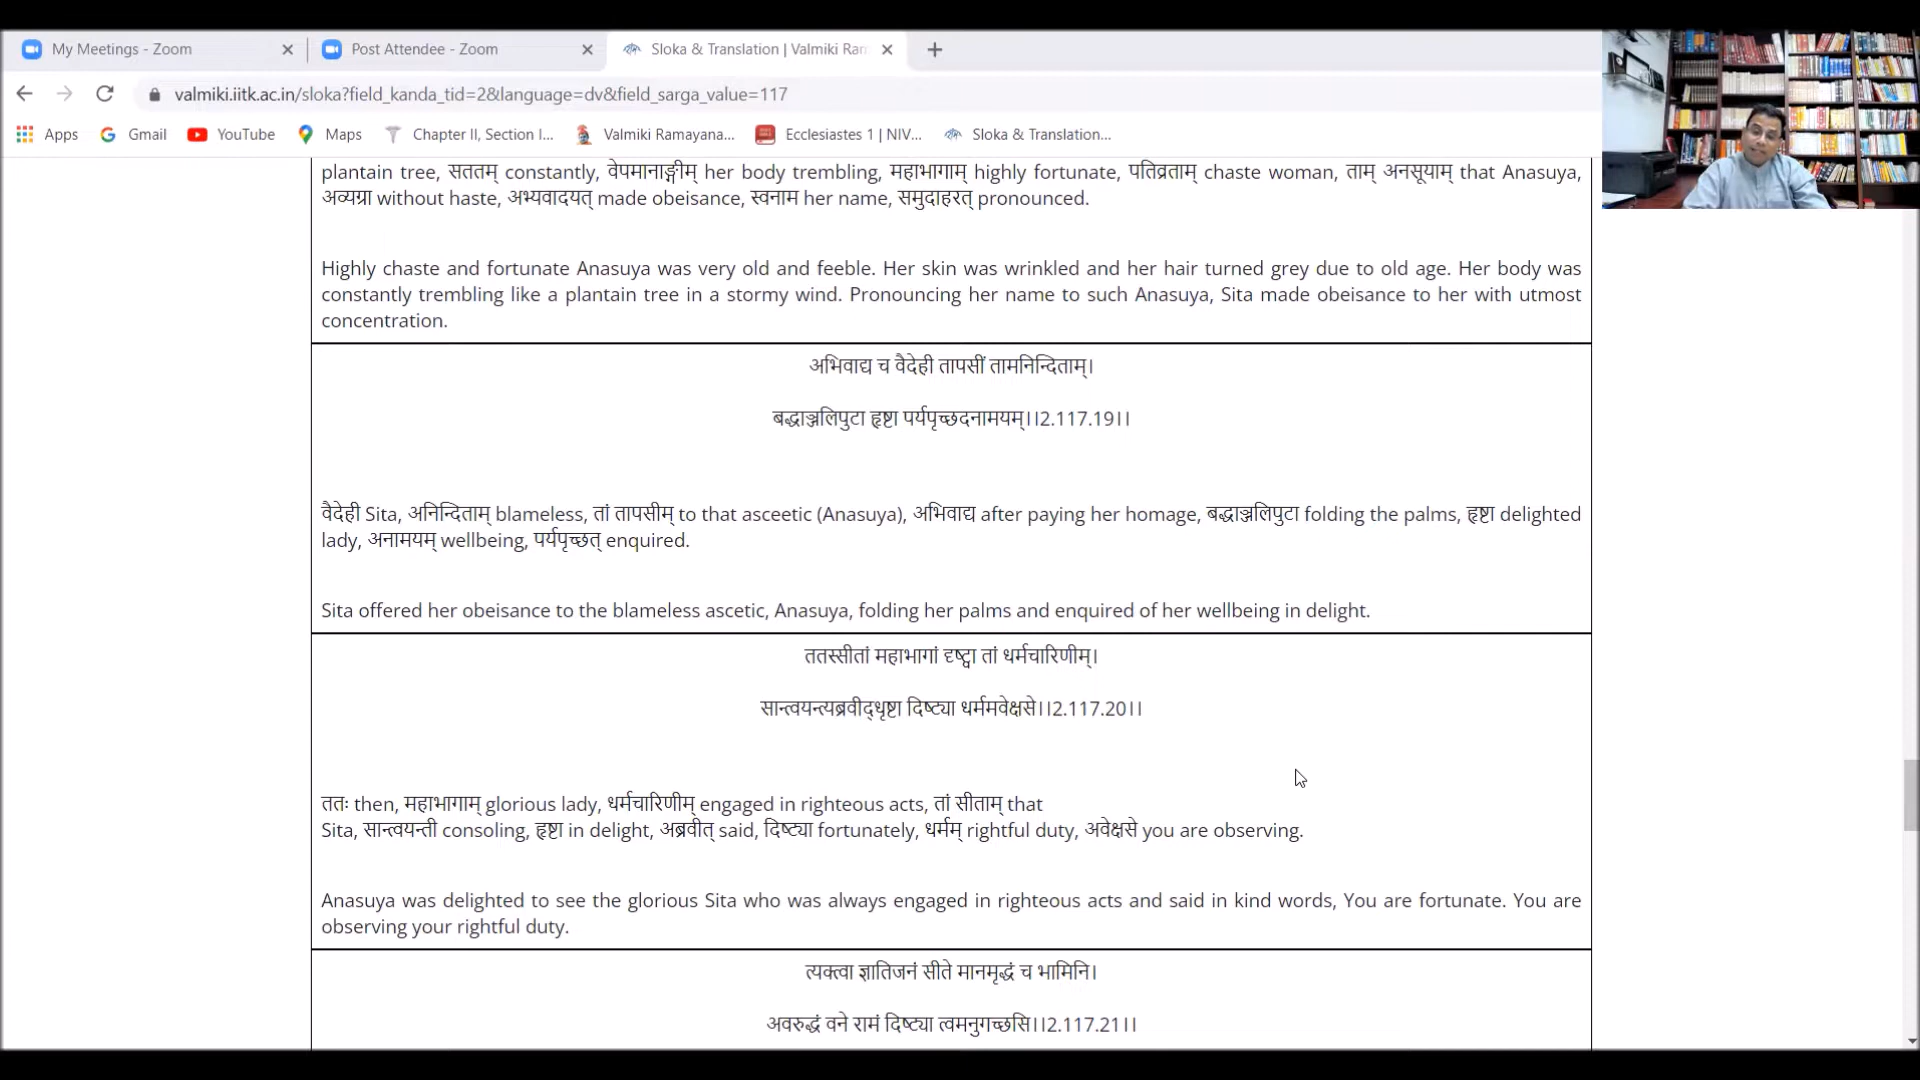 My Meetings - Zoom
Post Attendee - Zoom
Sloka & Translation | Valmiki Ram
valmiki.iitk.ac.in/sloka?field_kanda_tid=2&language=dv&field_sarga_value=117
Apps Gmail YouTube Maps Chapter II, Section I... Valmiki Ramayana... Ecclesiastes 1 | NIV,... Sloka & Translation...
plantain tree, सततम् constantly, वेपमानाङ्गीम् her body trembling, महाभागाम् highly fortunate, पतिव्रताम् chaste woman, ताम् अनसूयाम् that Anasuya,
अव्यग्रा without haste, अभ्यवादयत् made obeisance, स्वनाम her name, समुदाहरत् pronounced.
Highly chaste and fortunate Anasuya was very old and feeble. Her skin was wrinkled and her hair turned grey due to old age. Her body was
constantly trembling like a plantain tree in a stormy wind. Pronouncing her name to such Anasuya, Sita made obeisance to her with utmost
concentration.
अभिवाद्य च वैदेही तापसीं तामनिन्दिताम्।
बद्धाञ्जलिपुटा हृष्टा पर्यपृच्छदनामयम्।।2.117.19।।
वैदेही Sita, अनिन्दिताम् blameless, तां तापसीम् to that asceetic (Anasuya), अभिवाद्य after paying her homage, बद्धाञ्जलिपुटा folding the palms, हृष्टा delighted
lady, अनामयम् wellbeing, पर्यपृच्छत् enquired.
Sita offered her obeisance to the blameless ascetic, Anasuya, folding her palms and enquired of her wellbeing in delight.
ततस्सीतां महाभागां दृष्ट्वा तां धर्मचारिणीम्।
सान्त्वयन्त्यब्रवीद्धृष्टा दिष्ट्या धर्ममवेक्षसे।।2.117.20।।
ततः then, महाभागाम् glorious lady, धर्मचारिणीम् engaged in righteous acts, तां सीताम् that
Sita, सान्त्वयन्ती consoling, हृष्टा in delight, अब्रवीत् said, दिष्ट्या fortunately, धर्मम् rightful duty, अवेक्षसे you are observing.
Anasuya was delighted to see the glorious Sita who was always engaged in righteous acts and said in kind words, You are fortunate. You are
observing your rightful duty.
त्यक्त्वा ज्ञातिजनं सीते मानमृद्धं च भामिनि।
अवरुद्धं वने रामं दिष्ट्या त्वमनुगच्छसि।।2.117.21।।